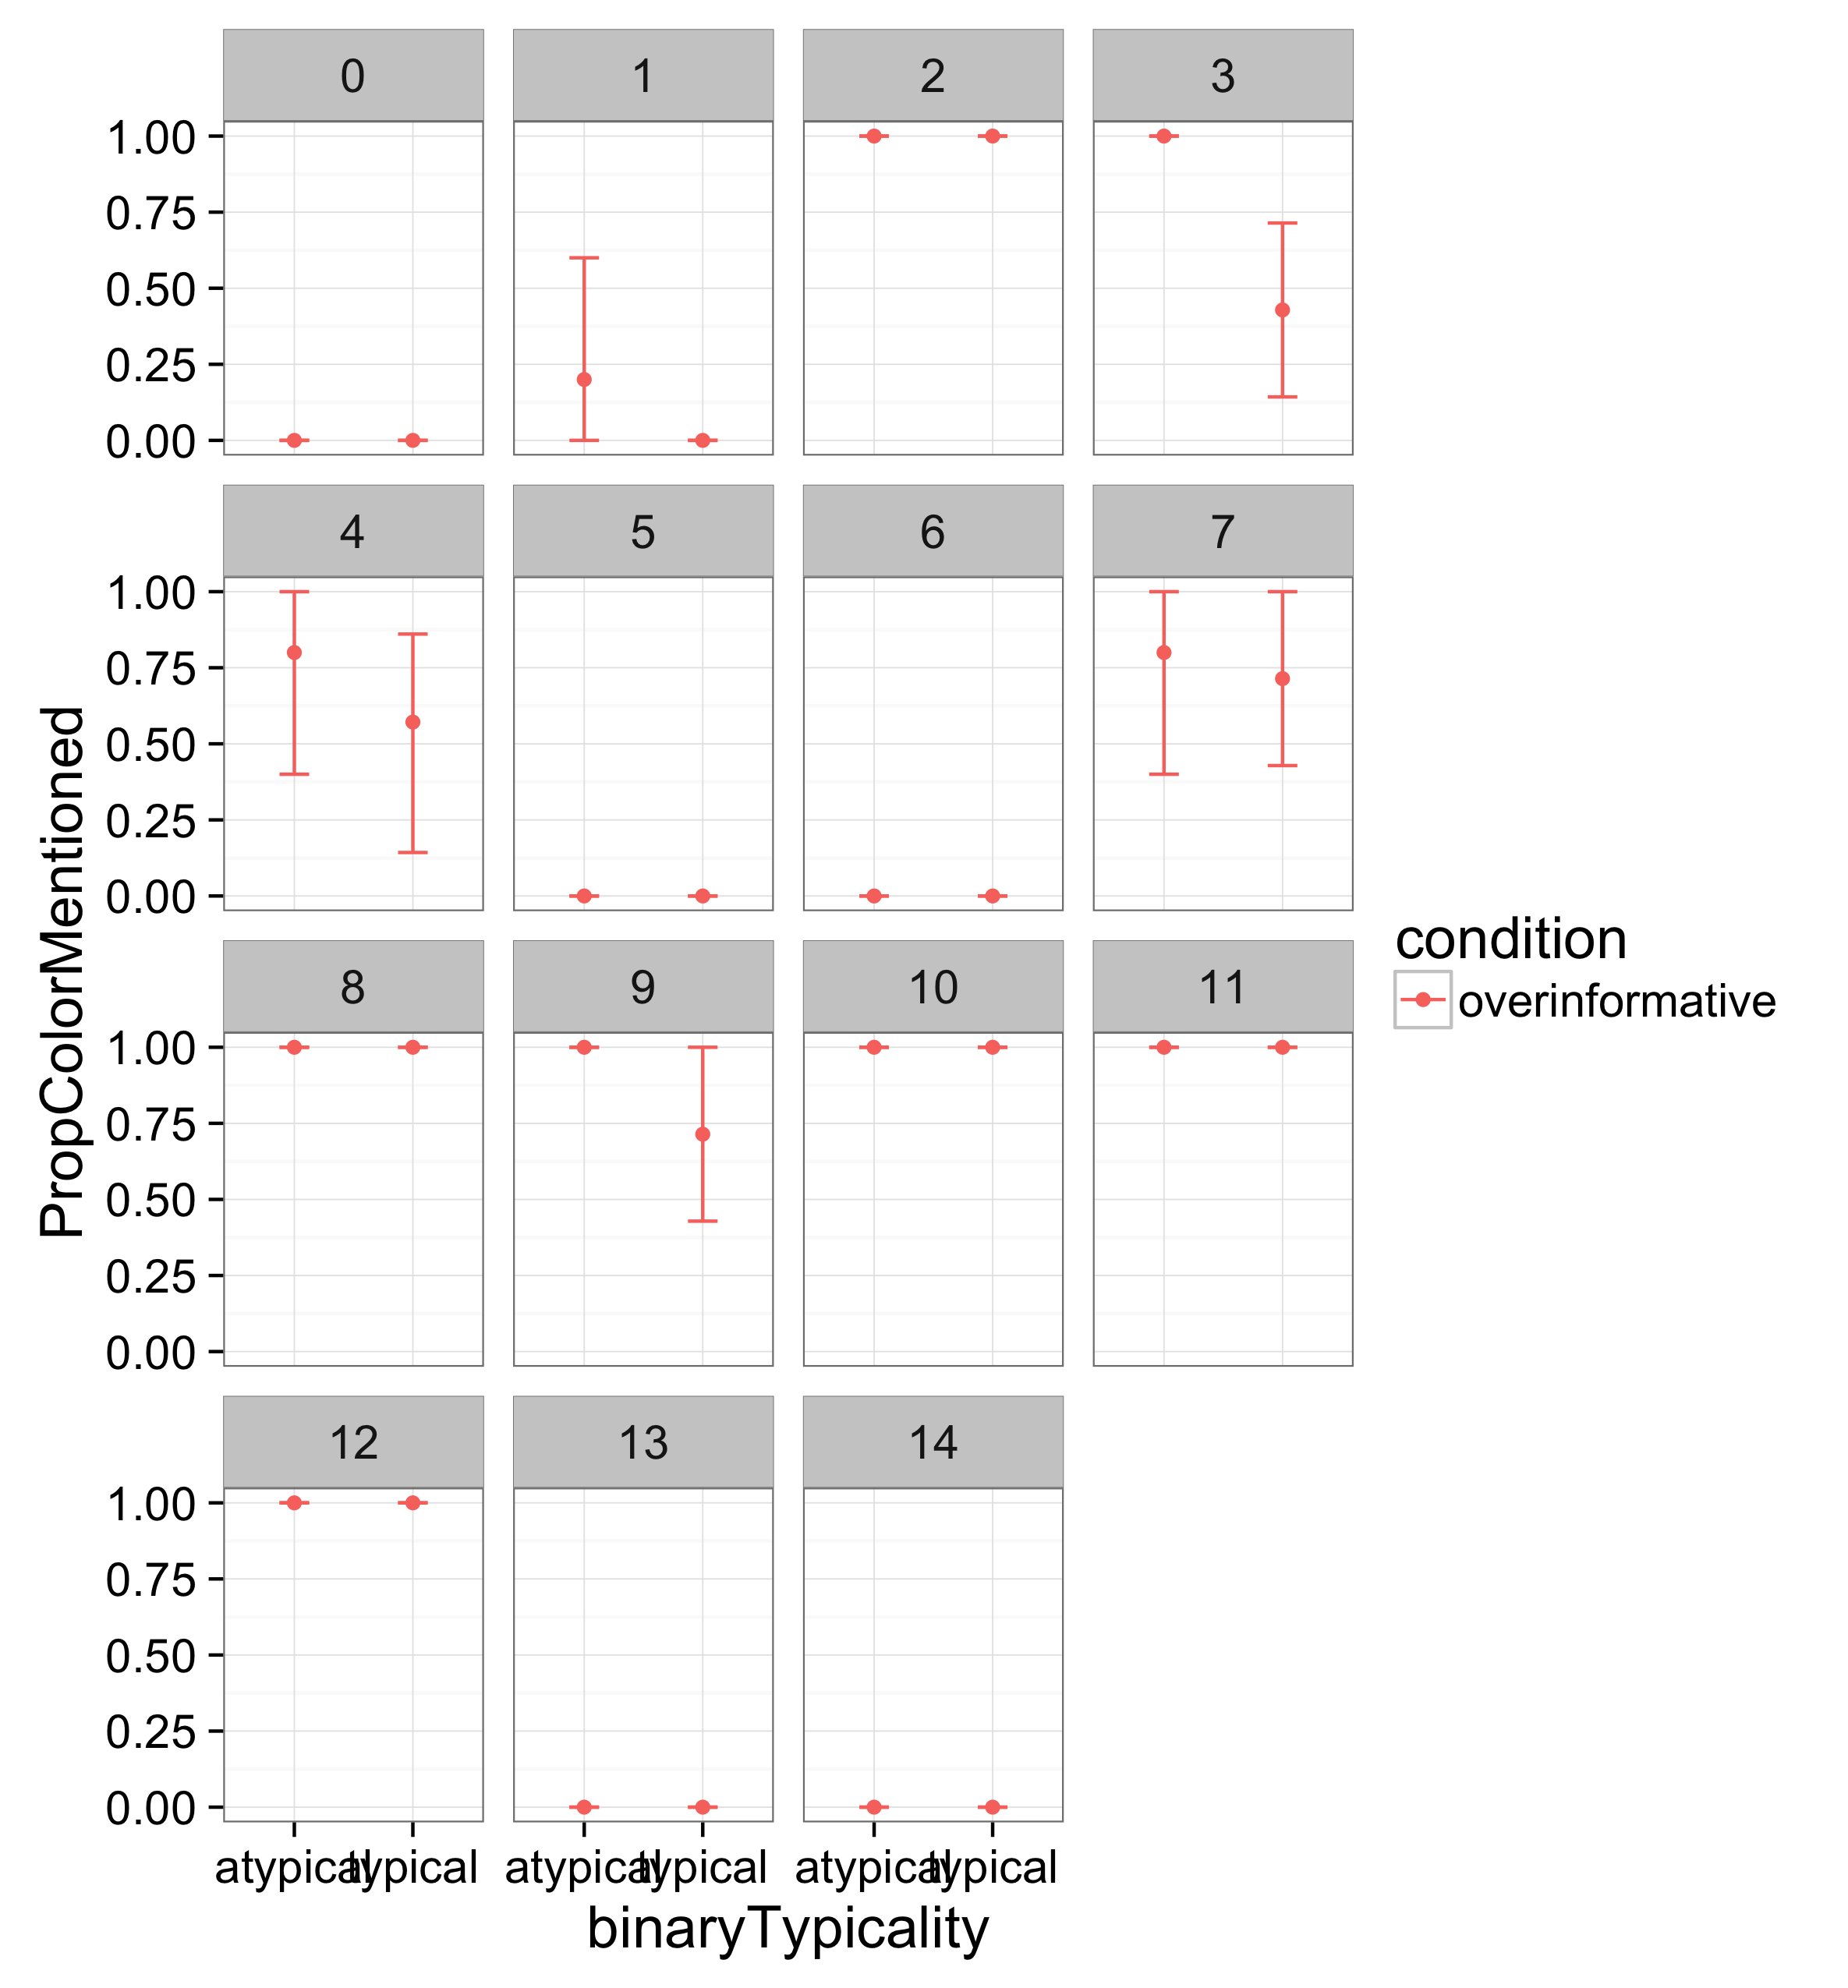 0 1 2 3
1.00
0.75
0.50
0.25
0.00
4 5 6 7
1.00
0.75
0.50
0.25
0.00
8 9 10 11
1.00
0.75
0.50
0.25
0.00
12 13 14
1.00
0.75
0.50
0.25
0.00
atypical typical atypical typical atypical typical
binaryTypicality
PropColorMentioned
condition
overinformative